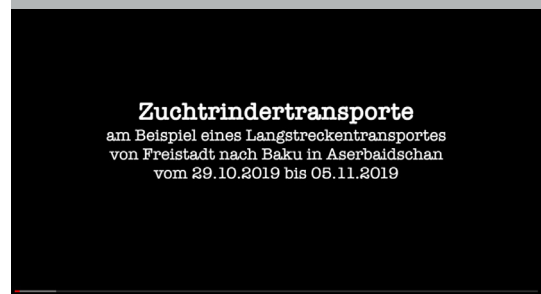 Zuchtrindertransporte
am Beispiel eines Langstreckentransportes
von Freistadt nach Baku in Aserbaidschan
vom 29.10.2019 bis 05.11.2019